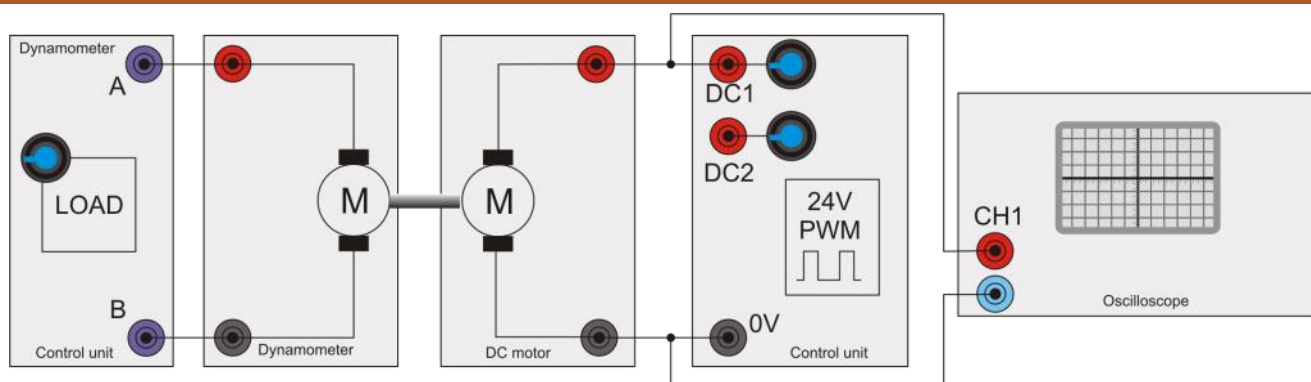 Dynamometer
A
LOAD
B
Control unit
M
Dynamometer
M
DC motor
DC1
DC2
24V
PWM
0V
Control unit
CH1
Oscilloscope